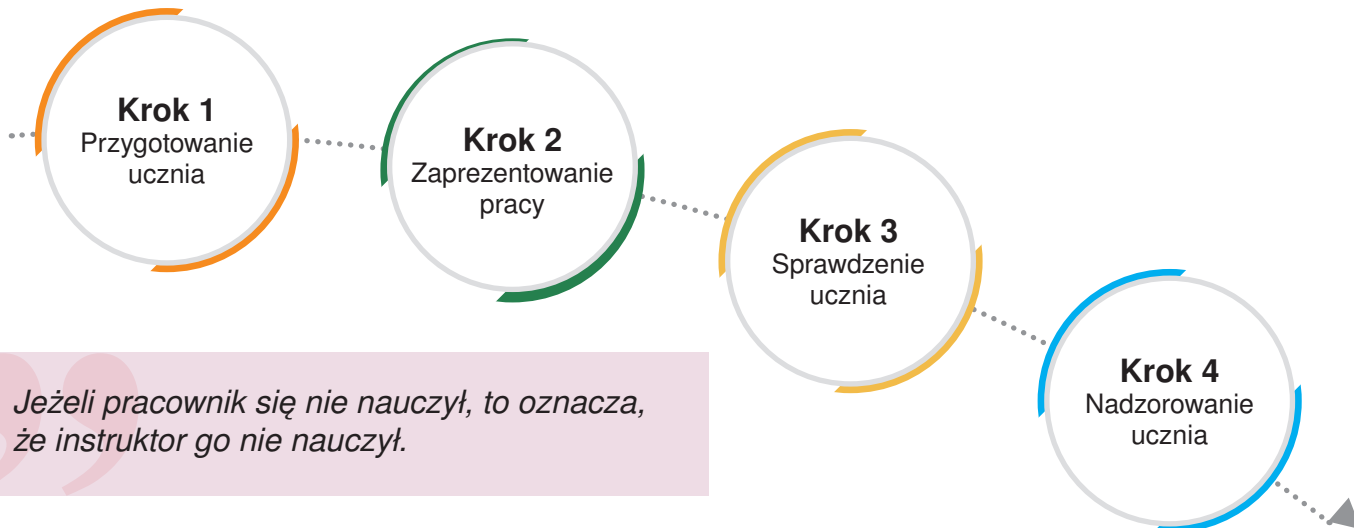 Krok 1
Przygotowanie
ucznia
Krok 2
Zaprezentowanie
pracy
Krok 3
Sprawdzenie
ucznia
Krok 4
Nadzorowanie
ucznia
Jeżeli pracownik się nie nauczył, to oznacza,
że instruktor go nie nauczył.